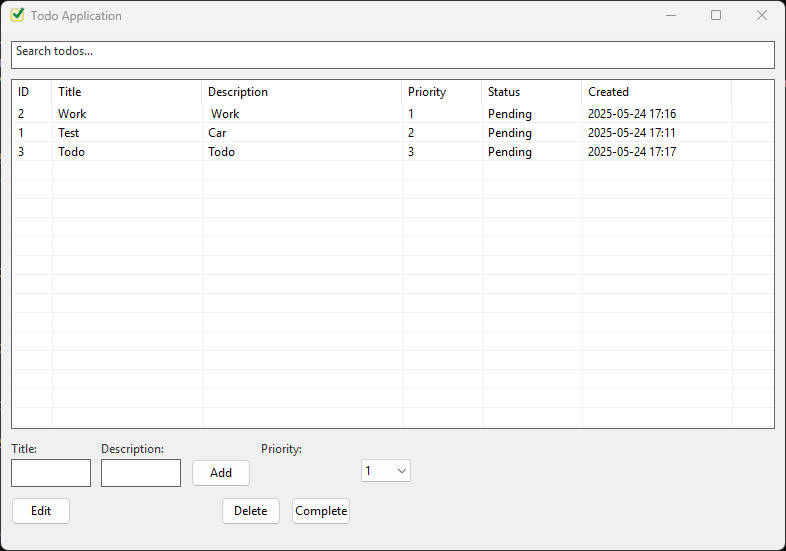 Todo Application
Search todos...
ID Title Description Priority Status Created
2 Work Work 1 Pending 2025-05-24 17:16
1 Test Car 2 Pending 2025-05-24 17:11
3 Todo Todo 3 Pending 2025-05-24 17:17
Title: Description: Priority:
Add 1
Edit Delete Complete